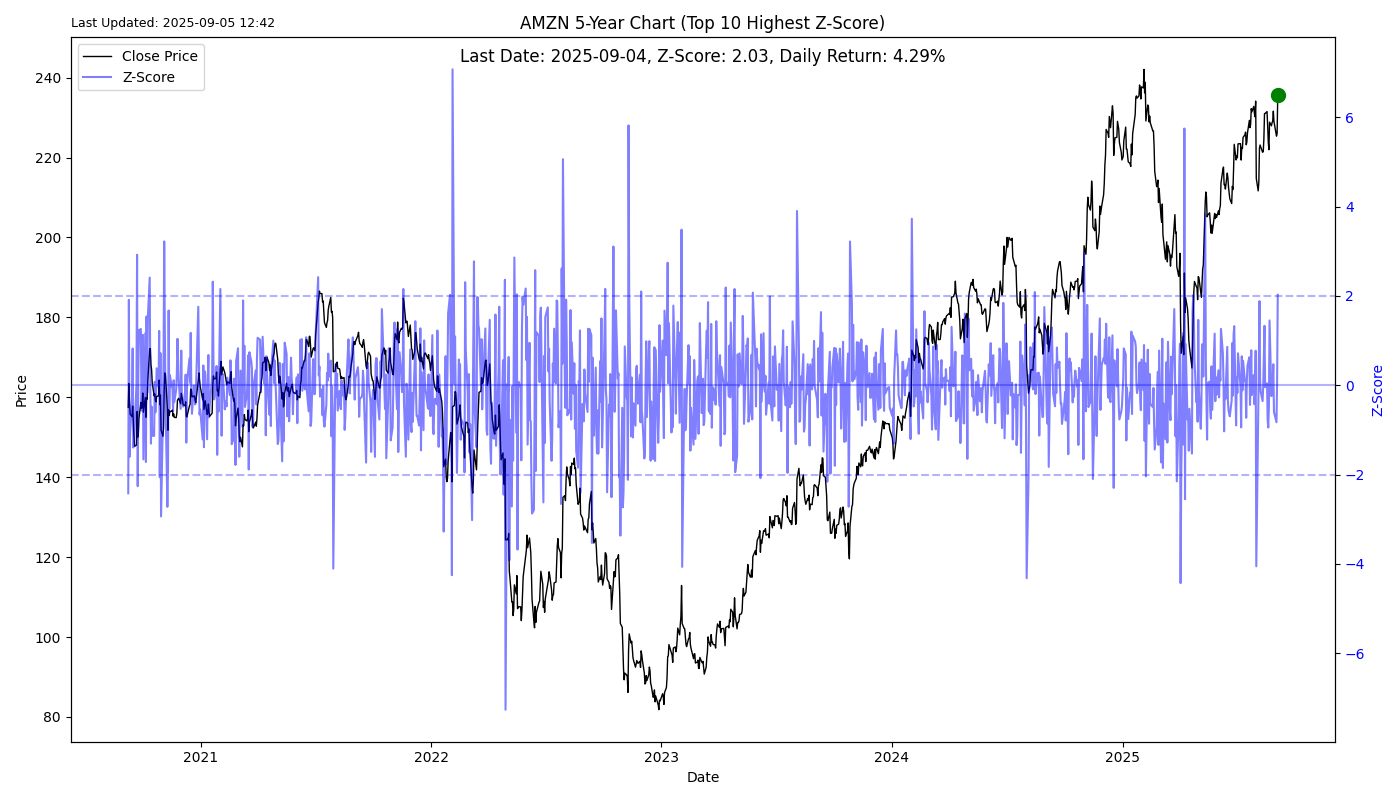 Last Updated: 2025-09-05 12:42
AMZN 5-Year Chart (Top 10 Highest Z-Score)
Last Date: 2025-09-04, Z-Score: 2.03, Daily Return: 4.29%
Close Price
Z-Score
Price
240
220
200
180
160
140
120
100
80
6
4
2
0
−2
−4
−6
Z-Score
2021
2022
2023
2024
2025
Date